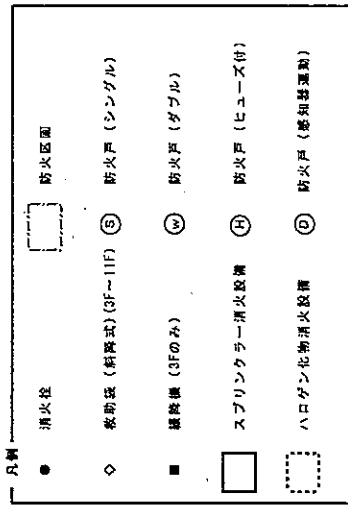 凡例
消火栓
救助袋（斜降式）(3F～11F)
緩降機（3Fのみ）
スプリンクラー消火設備
ハロゲン化物消火設備
防火区画
S 防火戸（シングル）
W 防火戸（ダブル）
H 防火戸（ヒューズ付）
D 防火戸（感知器連動）